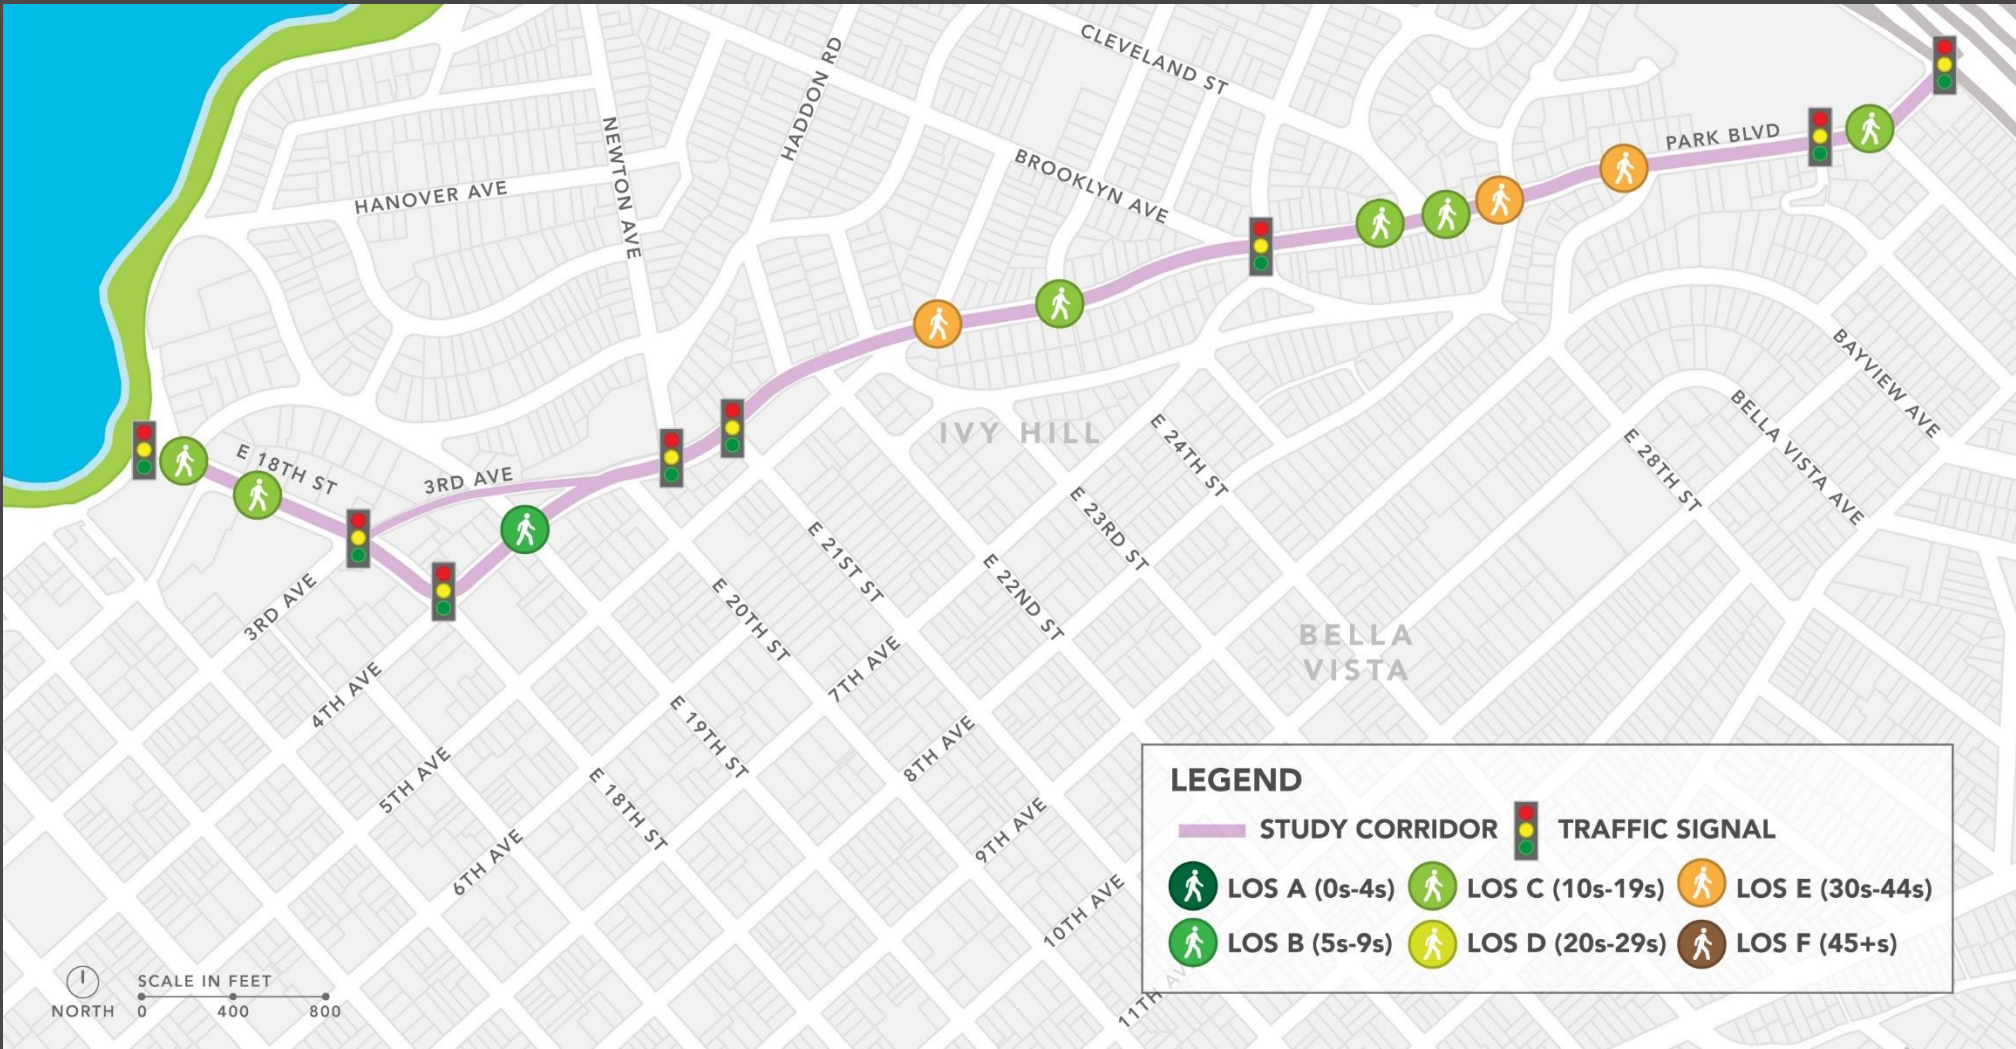 CLEVELAND ST
HADDON RD
NEWTON AVE
PARK BLVD
BROOKLYN AVE
HANOVER AVE
BAYVIEW AVE
BELLA VISTA AVE
IVY HILL
E 24TH ST
E 28TH ST
E 18TH ST
3RD AVE
E 23RD ST
E 21ST ST
E 22ND ST
3RD AVE
E 20TH ST
BELLA
VISTA
4TH AVE
7TH AVE
E 19TH ST
8TH AVE
5TH AVE
E 18TH ST
6TH AVE
9TH AVE
10TH AVE
11TH AV
LEGEND
STUDY CORRIDOR TRAFFIC SIGNAL
LOS A (0s-4s) LOS C (10s-19s) LOS E (30s-44s)
LOS B (5s-9s) LOS D (20s-29s) LOS F (45+s)
SCALE IN FEET
NORTH 0 400 800